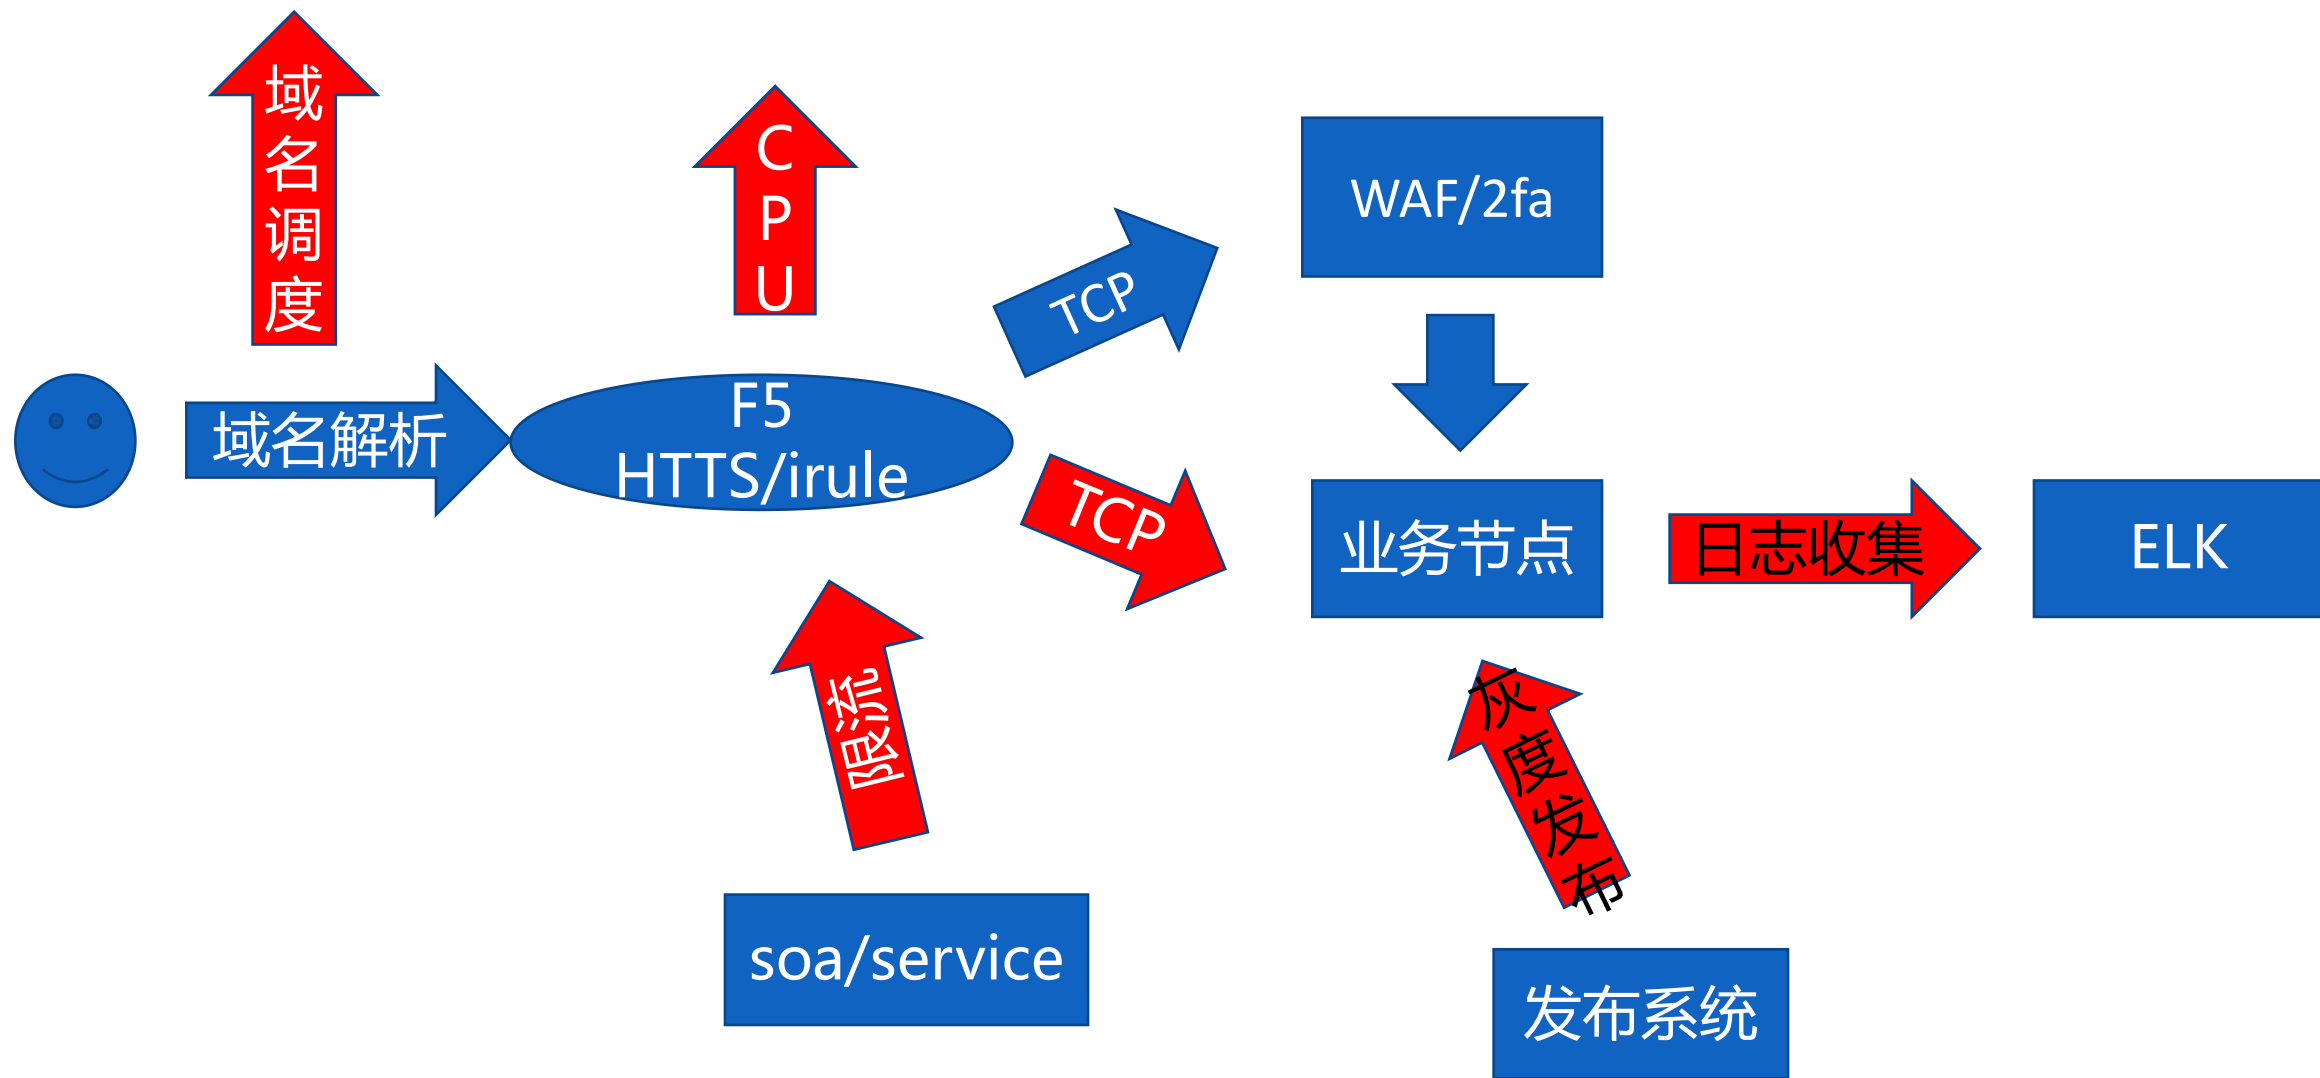 域名调度
CPU
WAF/2fa
TCP
域名解析
F5
HTTS/irule
TCP
业务节点
日志收集
ELK
限流
灰度发布
soa/service
发布系统